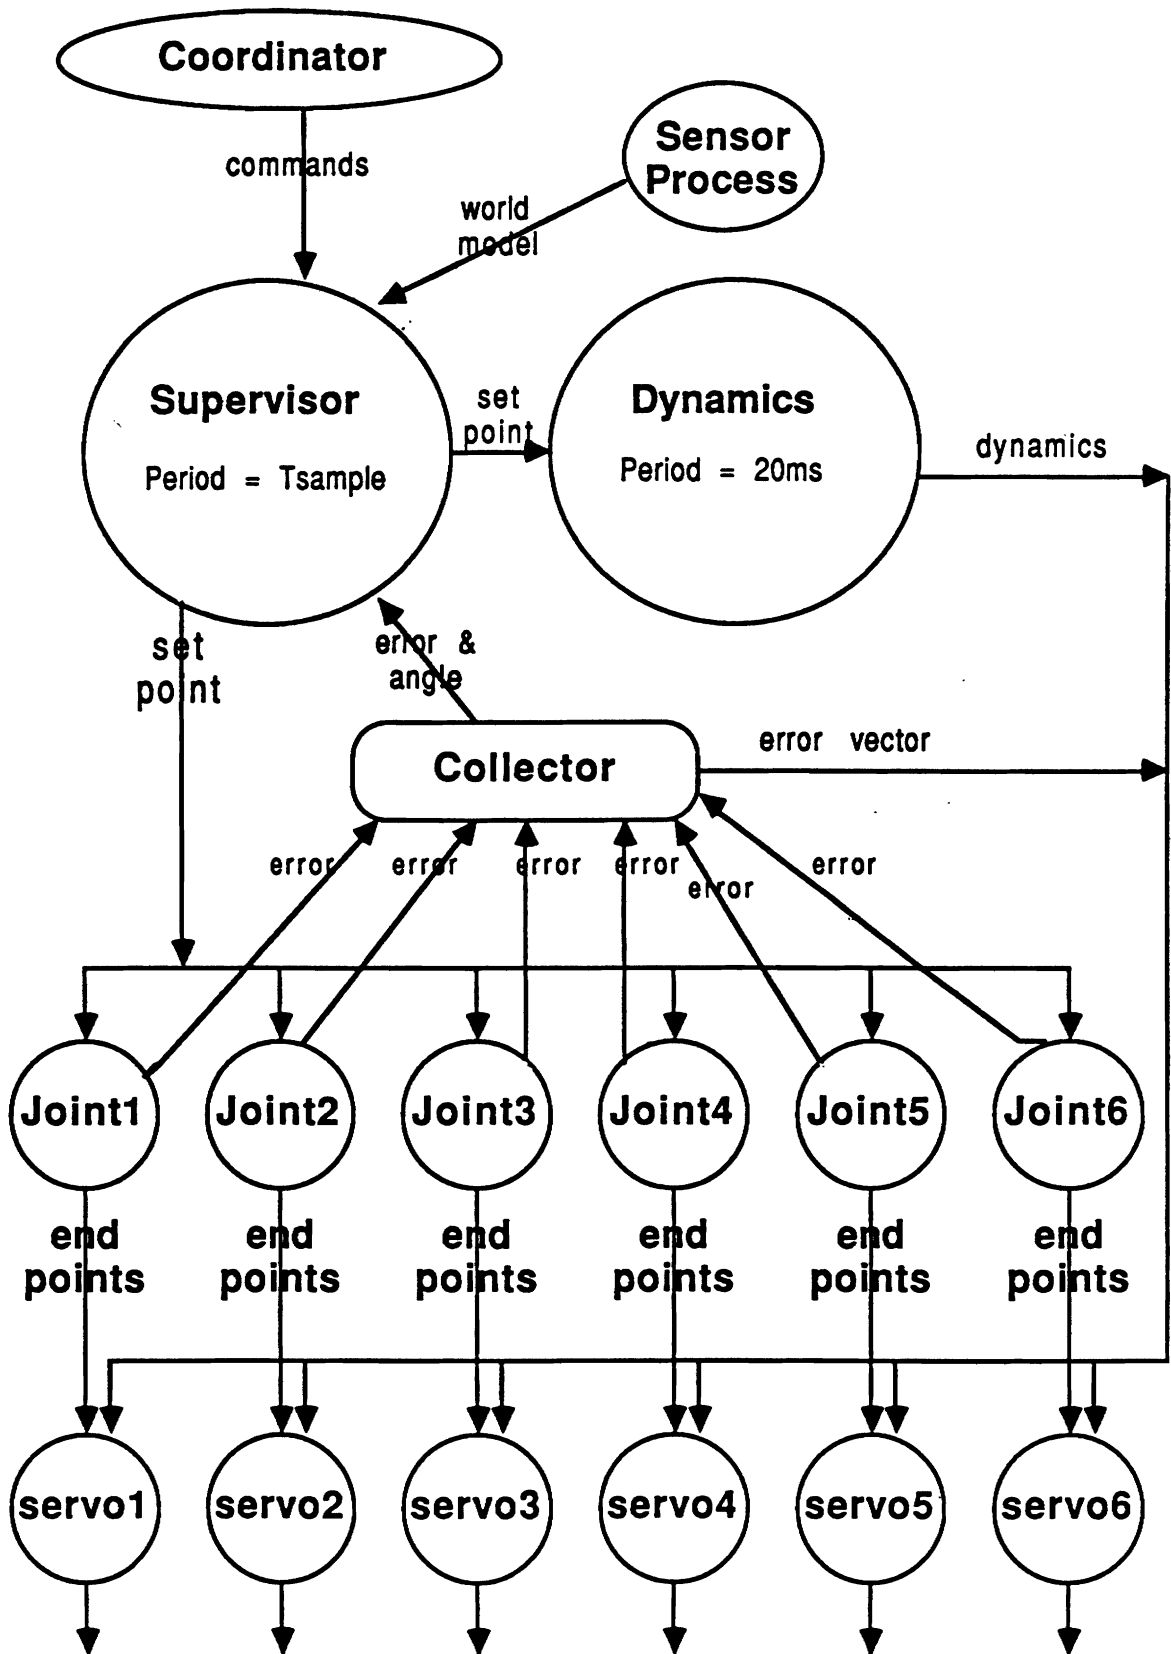 Coordinator
commands
Sensor
Process
world
model
Supervisor
Period = Tsample
set
point
Dynamics
Period = 20ms
dynamics
set
point
error &
angle
Collector
error vector
error
error
error
error
error
error
Joint1
Joint2
Joint3
Joint4
Joint5
Joint6
end
points
end
points
end
points
end
points
end
points
end
points
servo1
servo2
servo3
servo4
servo5
servo6